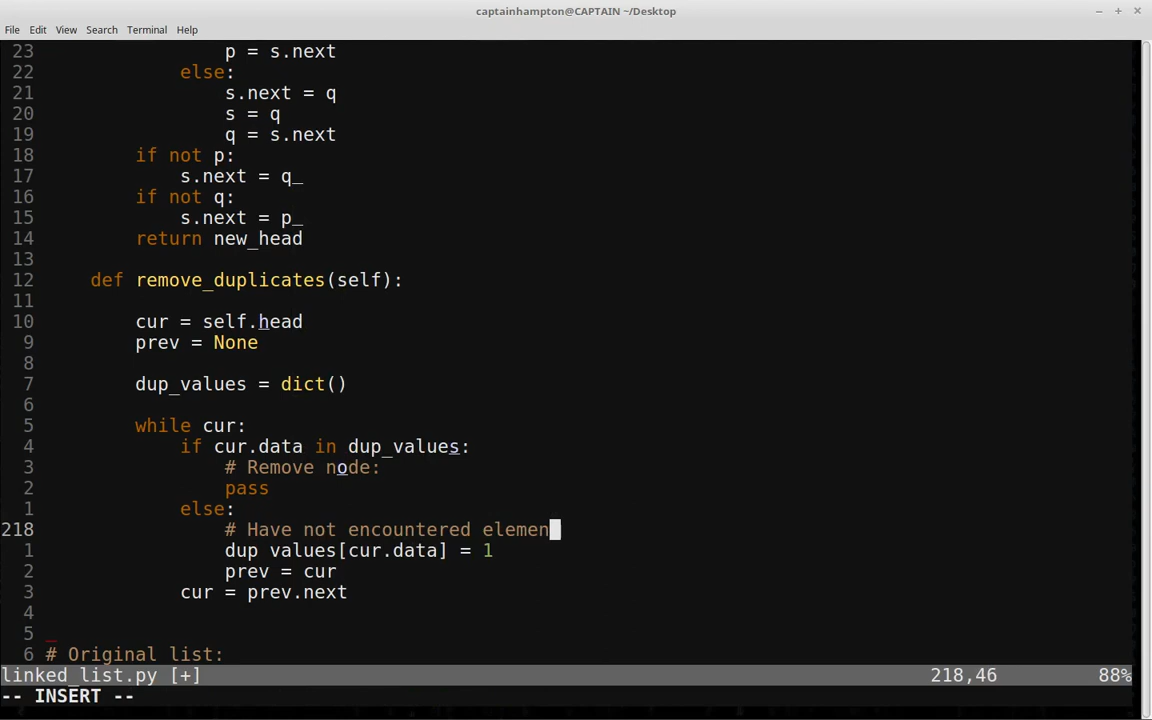 captainhampton@CAPTAIN ~/Desktop
File Edit View Search Terminal Help
23 p = s.next
22 else:
21 s.next = q
20 s = q
19 q = s.next
18 if not p:
17 s.next = q_
16 if not q:
15 s.next = p_
14 return new_head
13
12 def remove_duplicates(self):
11
10 cur = self.head
9 prev = None
8
7 dup_values = dict()
6
5 while cur:
4 if cur.data in dup_values:
3 # Remove node:
2 pass
1 else:
218 # Have not encountered elemen
1 dup_values[cur.data] = 1
2 prev = cur
3 cur = prev.next
4
5 _
6 # Original list:
linked_list.py [+] 218,46 88%
-- INSERT --